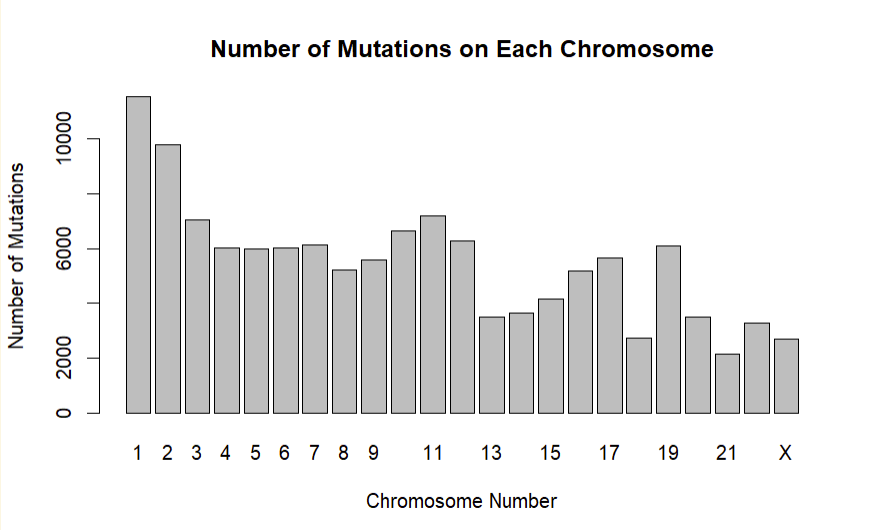 Number of Mutations on Each Chromosome
Number of Mutations
10000
6000
2000
0
1 2 3 4 5 6 7 8 9 11 13 15 17 19 21 X
Chromosome Number